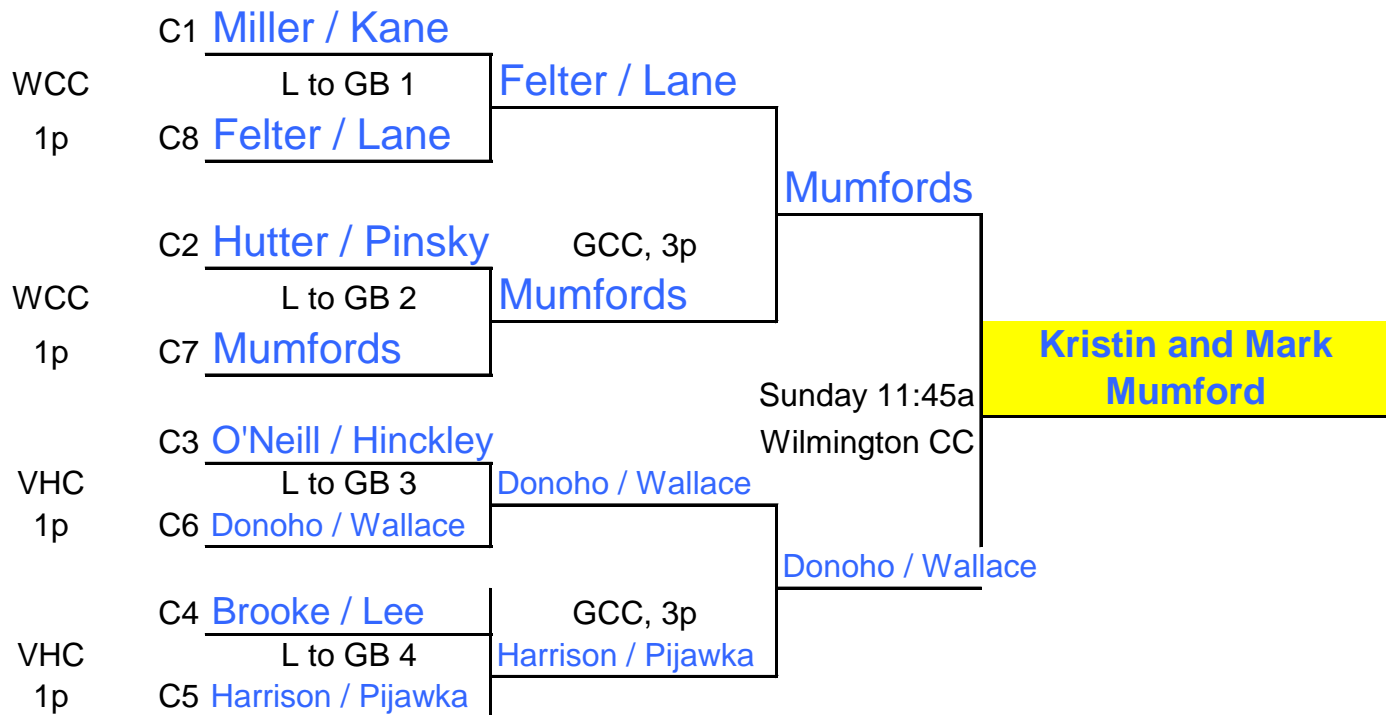 C1 Miller / Kane
WCC L to GB 1 Felter / Lane
1p C8 Felter / Lane
Mumfords
C2 Hutter / Pinsky GCC, 3p
WCC L to GB 2 Mumfords
1p C7 Mumfords
Kristin and Mark
Mumford
Sunday 11:45a
C3 O'Neill / Hinckley Wilmington CC
VHC L to GB 3 Donoho / Wallace
1p C6 Donoho / Wallace
Donoho / Wallace
C4 Brooke / Lee GCC, 3p
VHC L to GB 4 Harrison / Pijawka
1p C5 Harrison / Pijawka